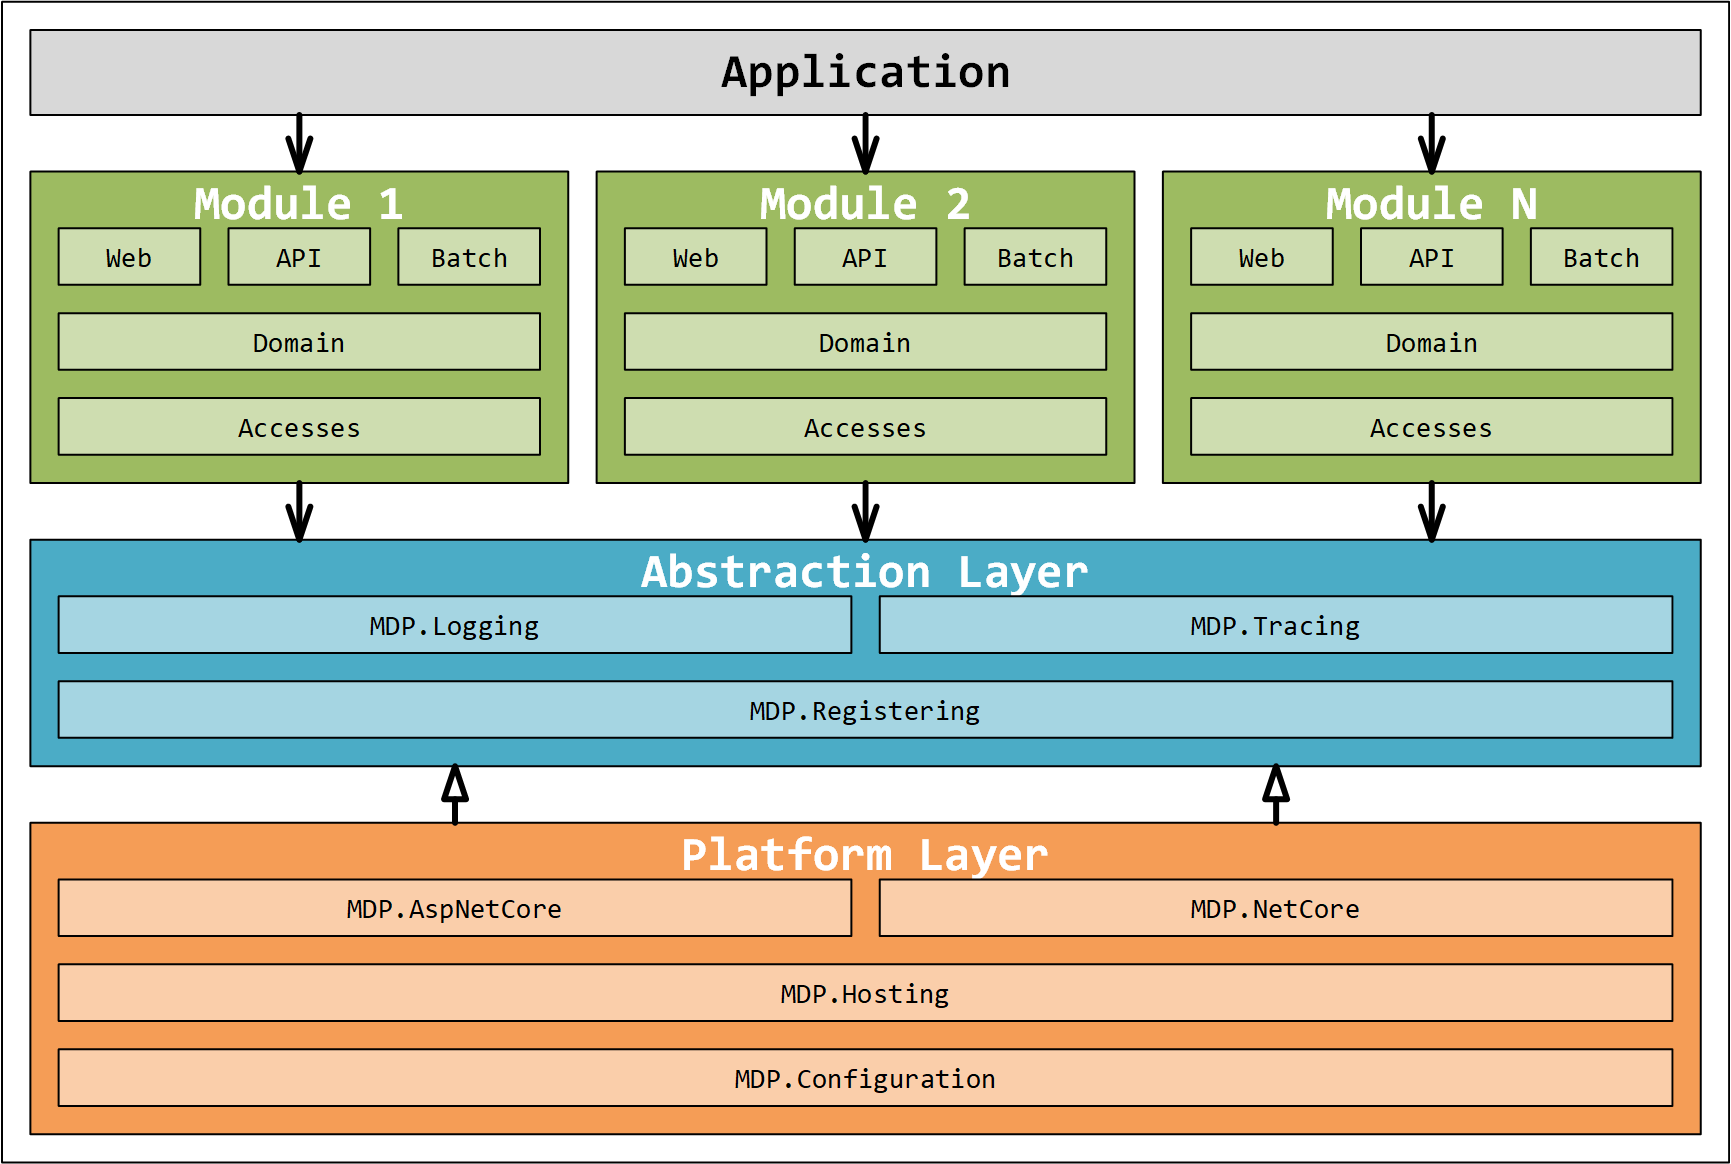 Application
Module 1
Web
API
Batch
Domain
Accesses
Module 2
Web
API
Batch
Domain
Accesses
Module N
Web
API
Batch
Domain
Accesses
Abstraction Layer
MDP.Logging
MDP.Tracing
MDP.Registering
Platform Layer
MDP.AspNetCore
MDP.NetCore
MDP.Hosting
MDP.Configuration